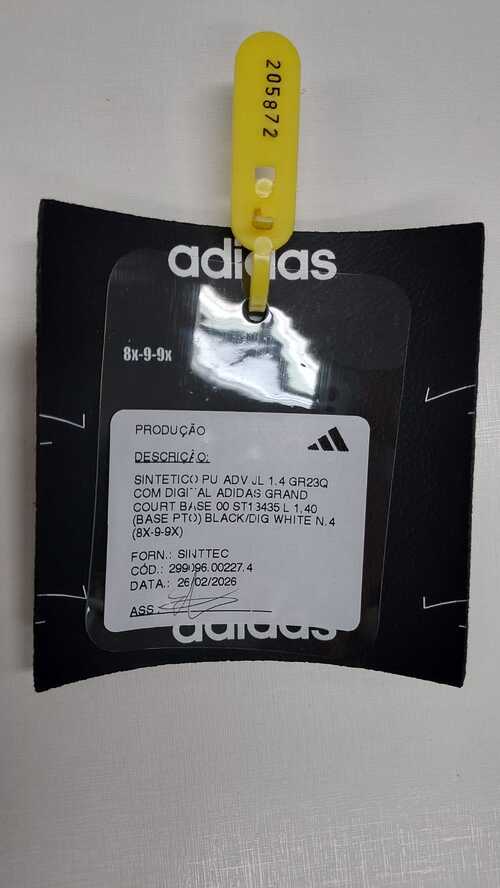 205872
adidas
8x-9-9x
PRODUÇÃO
DESCRIÇÃO:
SINTETICO PU ADV JL 1.4 GR23Q
COM DIGITAL ADIDAS GRAND
COURT BASE 00 ST13435 L 1,40
(BASE PTO) BLACK/DIG WHITE N.4
(8X-9-9X)
FORN.: SINTTEC
CÓD.: 299096.00227.4
DATA.: 26/02/2026
ASS.
adidas